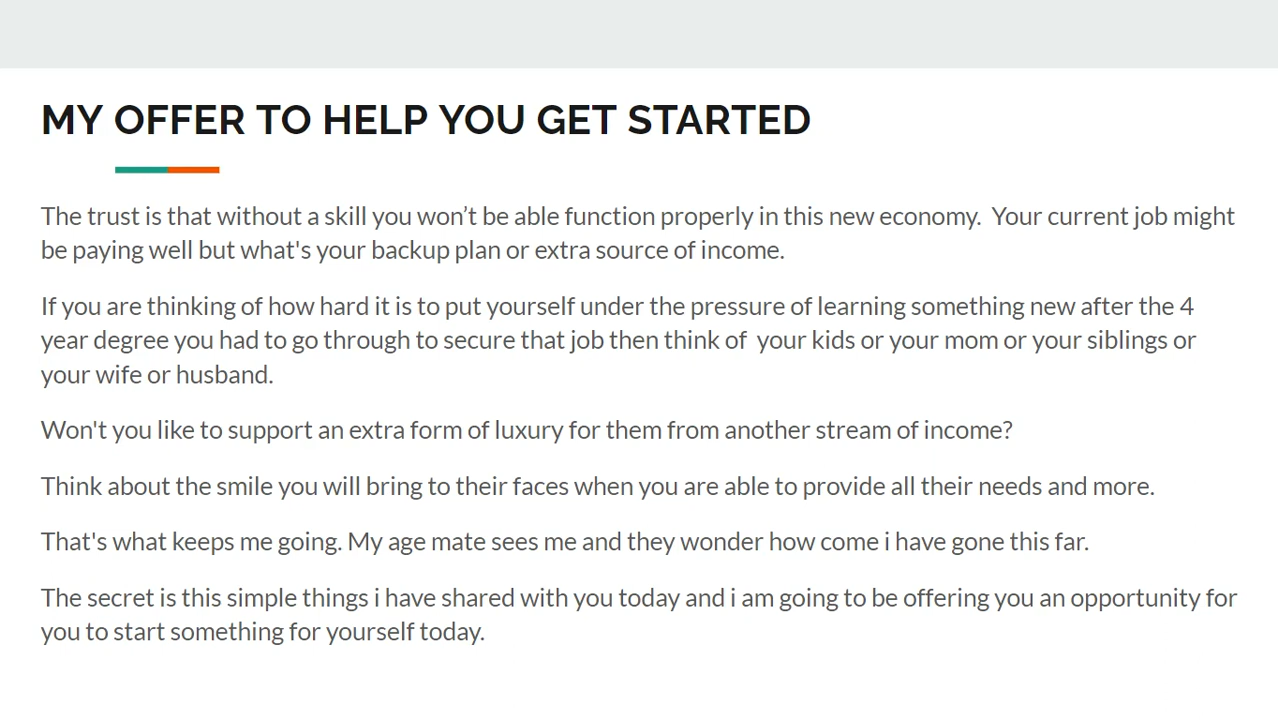 MY OFFER TO HELP YOU GET STARTED
The trust is that without a skill you won’t be able function properly in this new economy.  Your current job might
be paying well but what's your backup plan or extra source of income.
If you are thinking of how hard it is to put yourself under the pressure of learning something new after the 4
year degree you had to go through to secure that job then think of  your kids or your mom or your siblings or
your wife or husband.
Won't you like to support an extra form of luxury for them from another stream of income?
Think about the smile you will bring to their faces when you are able to provide all their needs and more.
That's what keeps me going. My age mate sees me and they wonder how come i have gone this far.
The secret is this simple things i have shared with you today and i am going to be offering you an opportunity for
you to start something for yourself today.